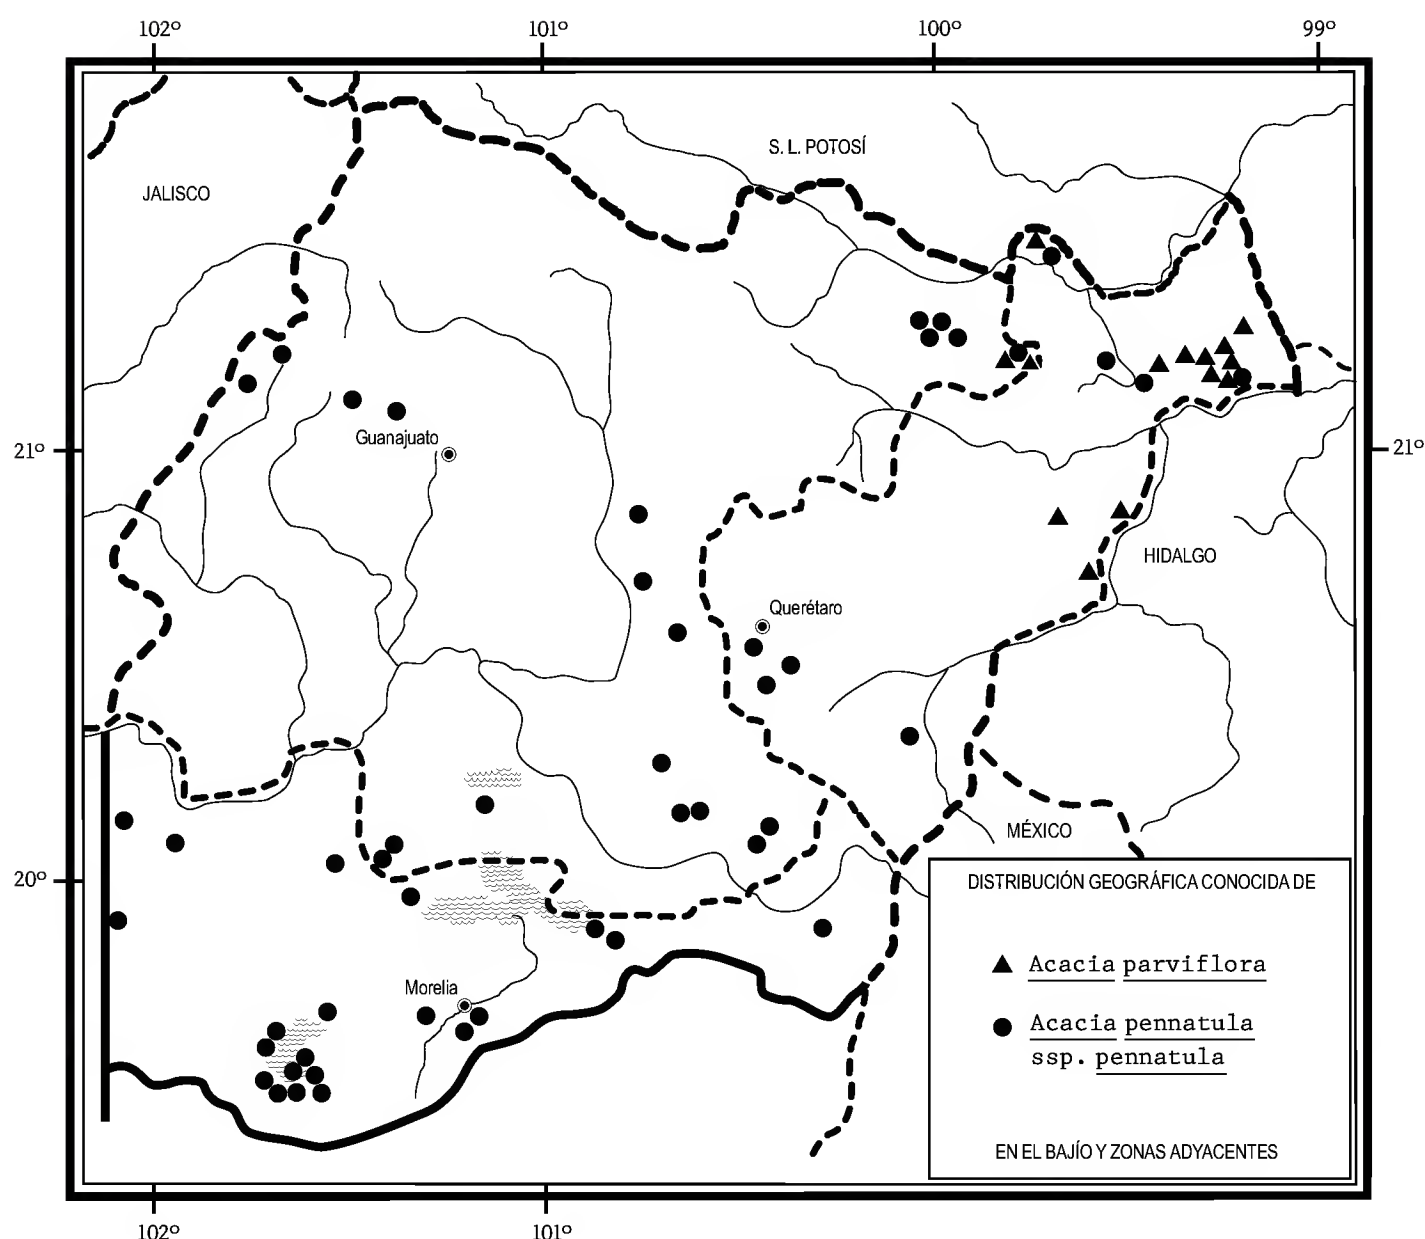 102º 101º 100º 99º
S. L. POTOSÍ
JALISCO
Guanajuato
21º 21º
HIDALGO
Querétaro
MÉXICO
20º
DISTRIBUCIÓN GEOGRÁFICA CONOCIDA DE
Acacia parviflora
Morelia
Acacia pennatula
ssp. pennatula
EN EL BAJÍO Y ZONAS ADYACENTES
102º 101º